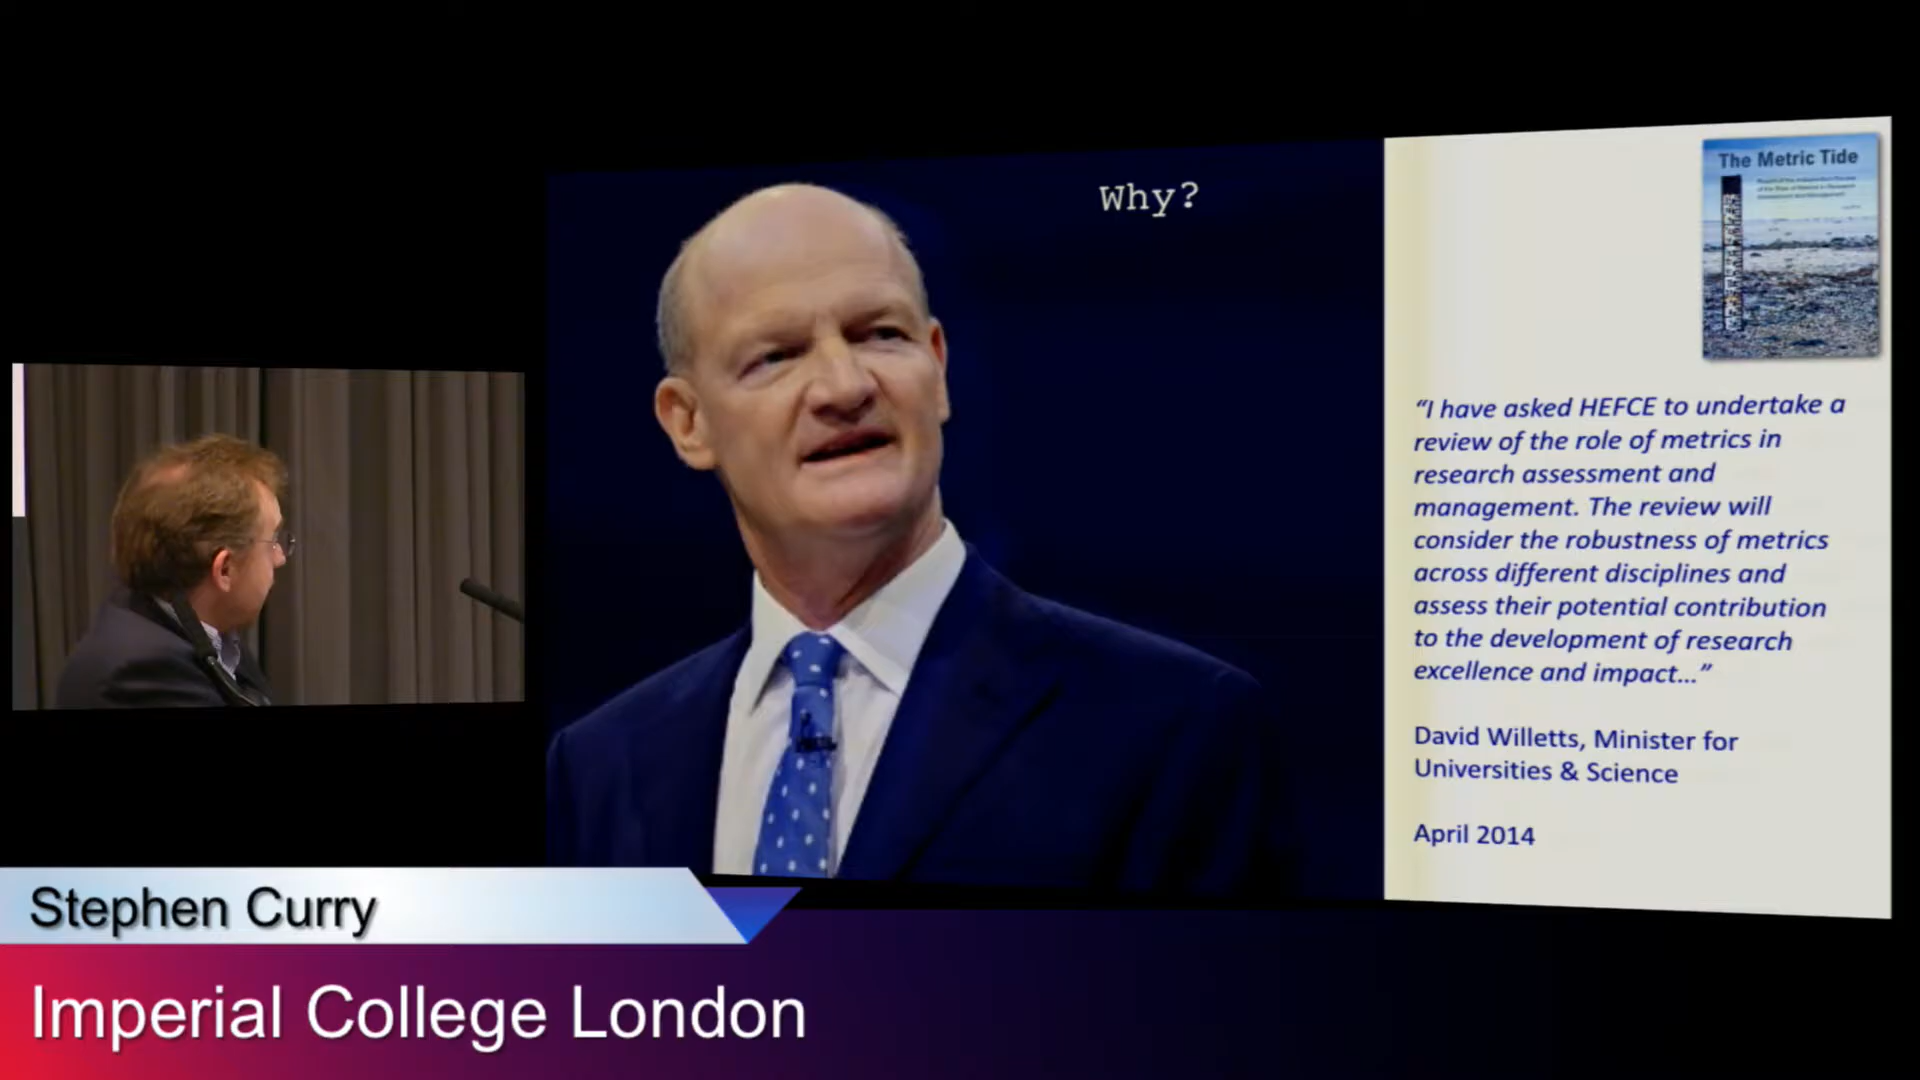 Why?
The Metric Tide
“I have asked HEFCE to undertake a
review of the role of metrics in
research assessment and
management. The review will
consider the robustness of metrics
across different disciplines and
assess their potential contribution
to the development of research
excellence and impact...”
David Willetts, Minister for
Universities & Science
April 2014
Stephen Curry
Imperial College London